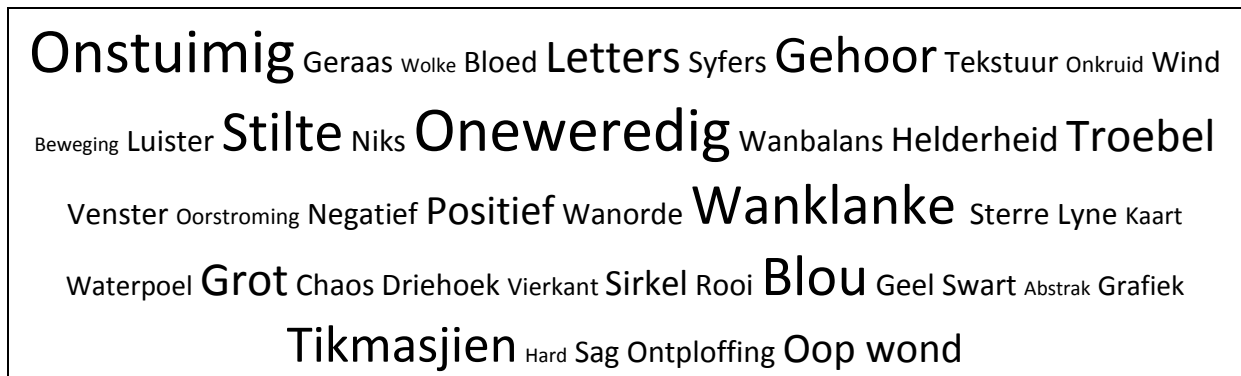 Onstuimig Geraas Wolke Bloed Letters Syfers Gehoor Tekstuur Onkruid Wind
Beweging Luister Stilte Niks Oneweredig Wanbalans Helderheid Troebel
Venster Oorstroming Negatief Positief Wanorde Wanklanke Sterre Lyne Kaart
Waterpoel Grot Chaos Driehoek Vierkant Sirkel Rooi Blou Geel Swart Abstrak Grafiek
Tikmasjien Hard Sag Ontploffing Oop wond